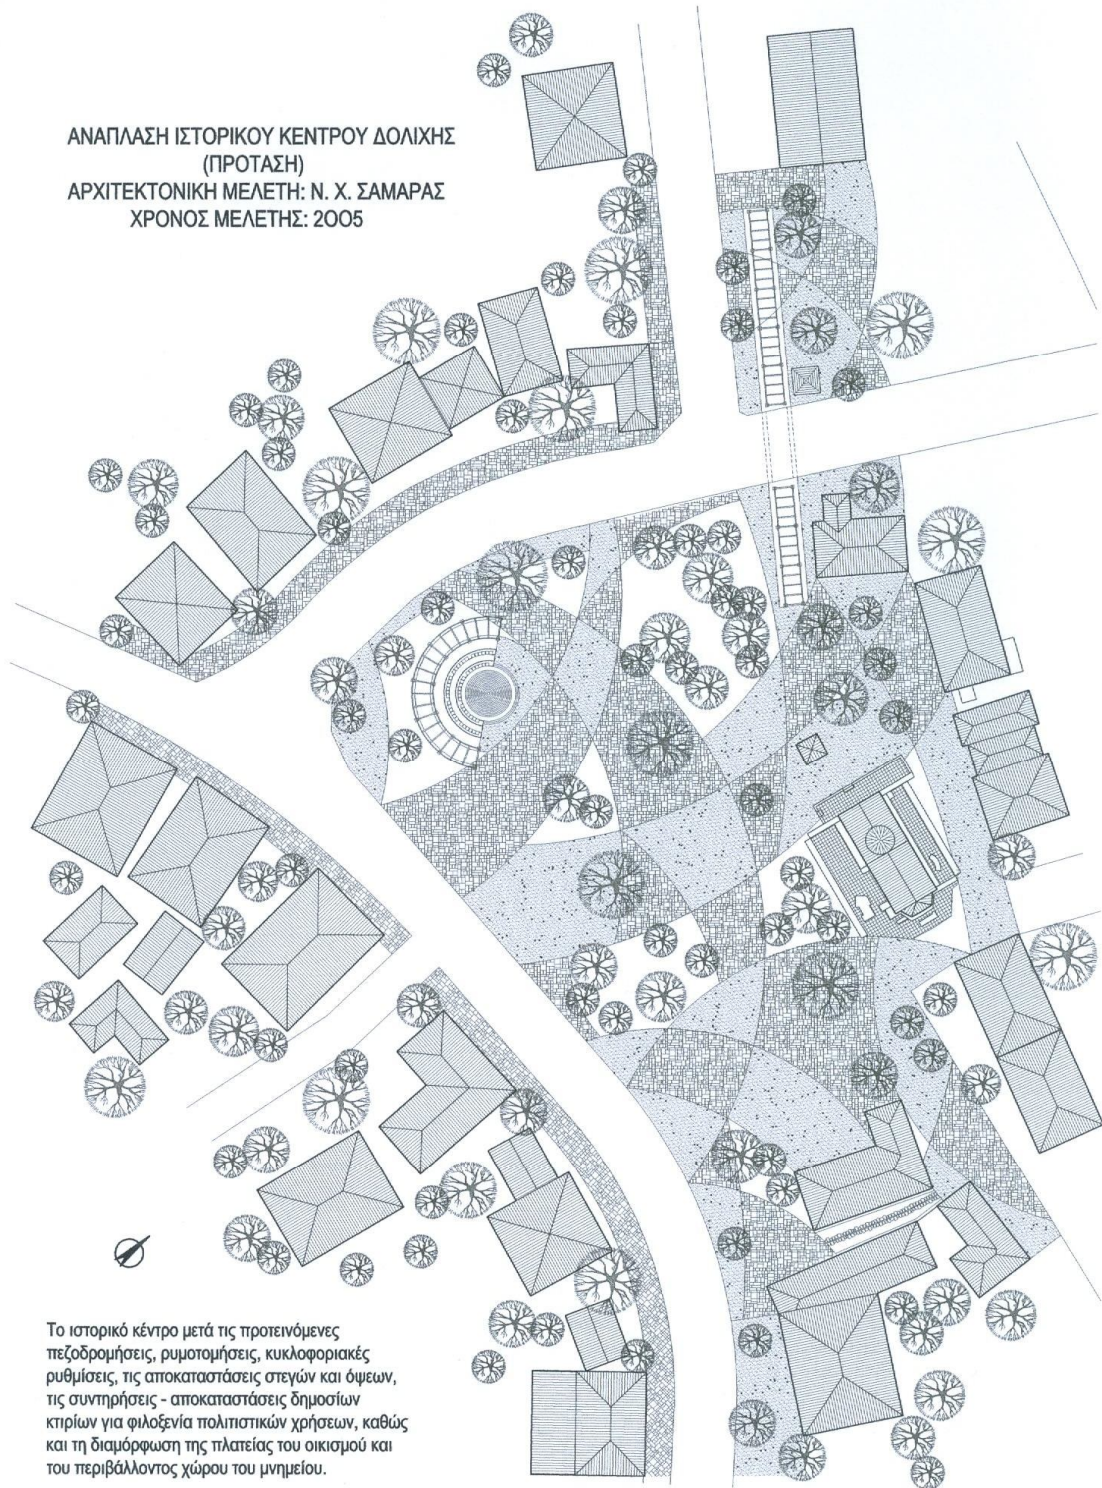 ΑΝΑΠΛΑΣΗ ΙΣΤΟΡΙΚΟΥ ΚΕΝΤΡΟΥ ΔΟΛΙΧΗΣ
(ΠΡΟΤΑΣΗ)
ΑΡΧΙΤΕΚΤΟΝΙΚΗ ΜΕΛΕΤΗ: Ν. Χ. ΣΑΜΑΡΑΣ
ΧΡΟΝΟΣ ΜΕΛΕΤΗΣ: 2005
Το ιστορικό κέντρο μετά τις προτεινόμενες
πεζοδρομήσεις, ρυμοτομήσεις, κυκλοφοριακές
ρυθμίσεις, τις αποκαταστάσεις στεγών και όψεων,
τις συντηρήσεις - αποκαταστάσεις δημοσίων
κτιρίων για φιλοξενία πολιτιστικών χρήσεων, καθώς
και τη διαμόρφωση της πλατείας του οικισμού και
του περιβάλλοντος χώρου του μνημείου.